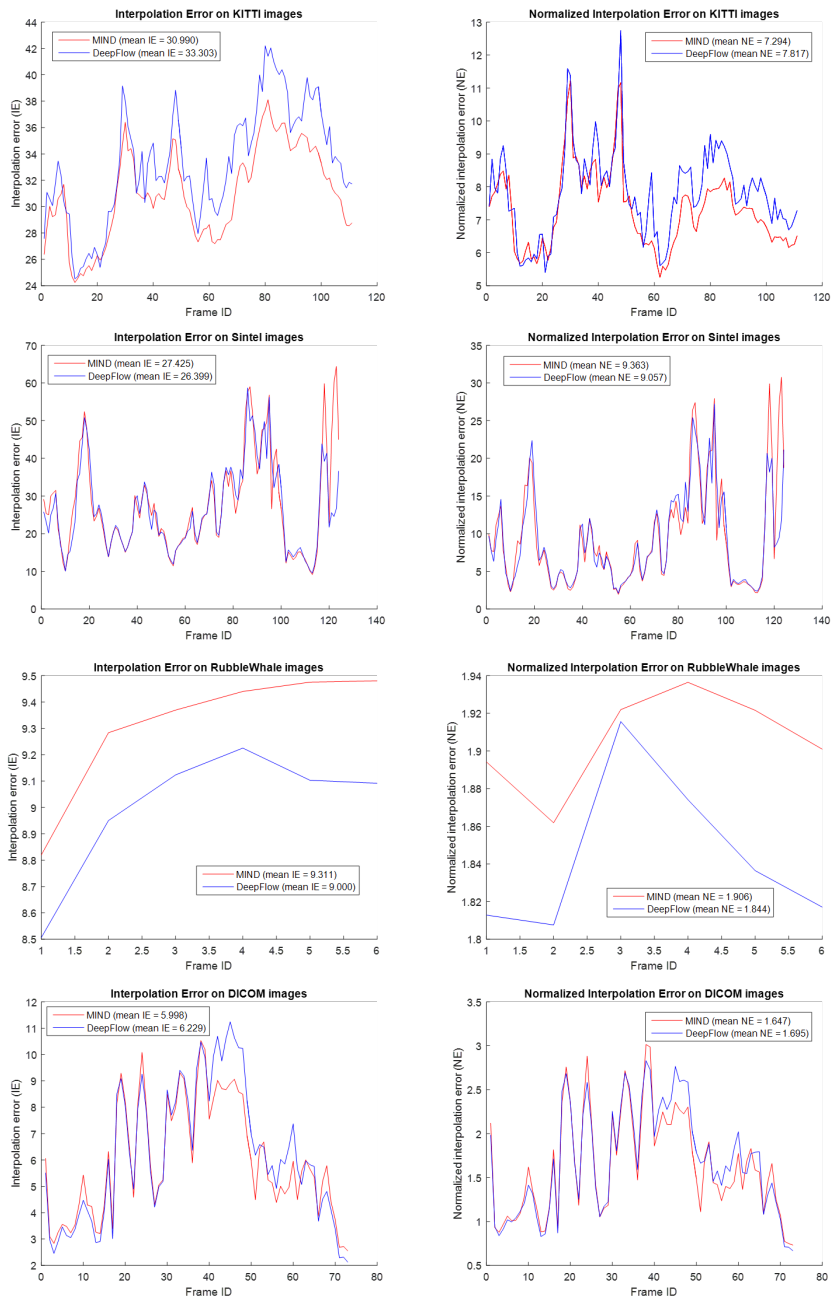 Interpolation Error on KITTI images
MIND (mean IE = 30.990)
DeepFlow (mean IE = 33.303)
Interpolation error (IE)
44
42
40
38
36
34
32
30
28
26
24
0 20 40 60 80 100 120
Frame ID
Normalized Interpolation Error on KITTI images
MIND (mean NE = 7.294)
DeepFlow (mean NE = 7.817)
Normalized interpolation error (NE)
13
12
11
10
9
8
7
6
5
0 20 40 60 80 100 120
Frame ID
Interpolation Error on Sintel images
MIND (mean IE = 27.425)
DeepFlow (mean IE = 26.399)
Interpolation error (IE)
70
60
50
40
30
20
10
0
0 20 40 60 80 100 120 140
Frame ID
Normalized Interpolation Error on Sintel images
MIND (mean NE = 9.363)
DeepFlow (mean NE = 9.057)
Normalized interpolation error (NE)
35
30
25
20
15
10
5
0
0 20 40 60 80 100 120 140
Frame ID
Interpolation Error on RubbleWhale images
Interpolation error (IE)
9.5
9.4
9.3
9.2
9.1
9
8.9
8.8
8.7
8.6
8.5
MIND (mean IE = 9.311)
DeepFlow (mean IE = 9.000)
1 1.5 2 2.5 3 3.5 4 4.5 5 5.5 6
Frame ID
Normalized Interpolation Error on RubbleWhale images
Normalized interpolation error (NE)
1.94
1.92
1.9
1.88
1.86
1.84
1.82
1.8
MIND (mean NE = 1.906)
DeepFlow (mean NE = 1.844)
1 1.5 2 2.5 3 3.5 4 4.5 5 5.5 6
Frame ID
Interpolation Error on DICOM images
MIND (mean IE = 5.998)
DeepFlow (mean IE = 6.229)
Interpolation error (IE)
12
11
10
9
8
7
6
5
4
3
2
0 10 20 30 40 50 60 70 80
Frame ID
Normalized Interpolation Error on DICOM images
MIND (mean NE = 1.647)
DeepFlow (mean NE = 1.695)
Normalized interpolation error (NE)
3.5
3
2.5
2
1.5
1
0.5
0 10 20 30 40 50 60 70 80
Frame ID